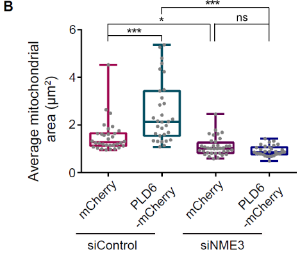 B
***
*
ns
***
6
4
2
0
Average mitochondrial
area (µm²)
mCherry
PLD6
-mCherry
mCherry
PLD6
-mCherry
siControl
siNME3